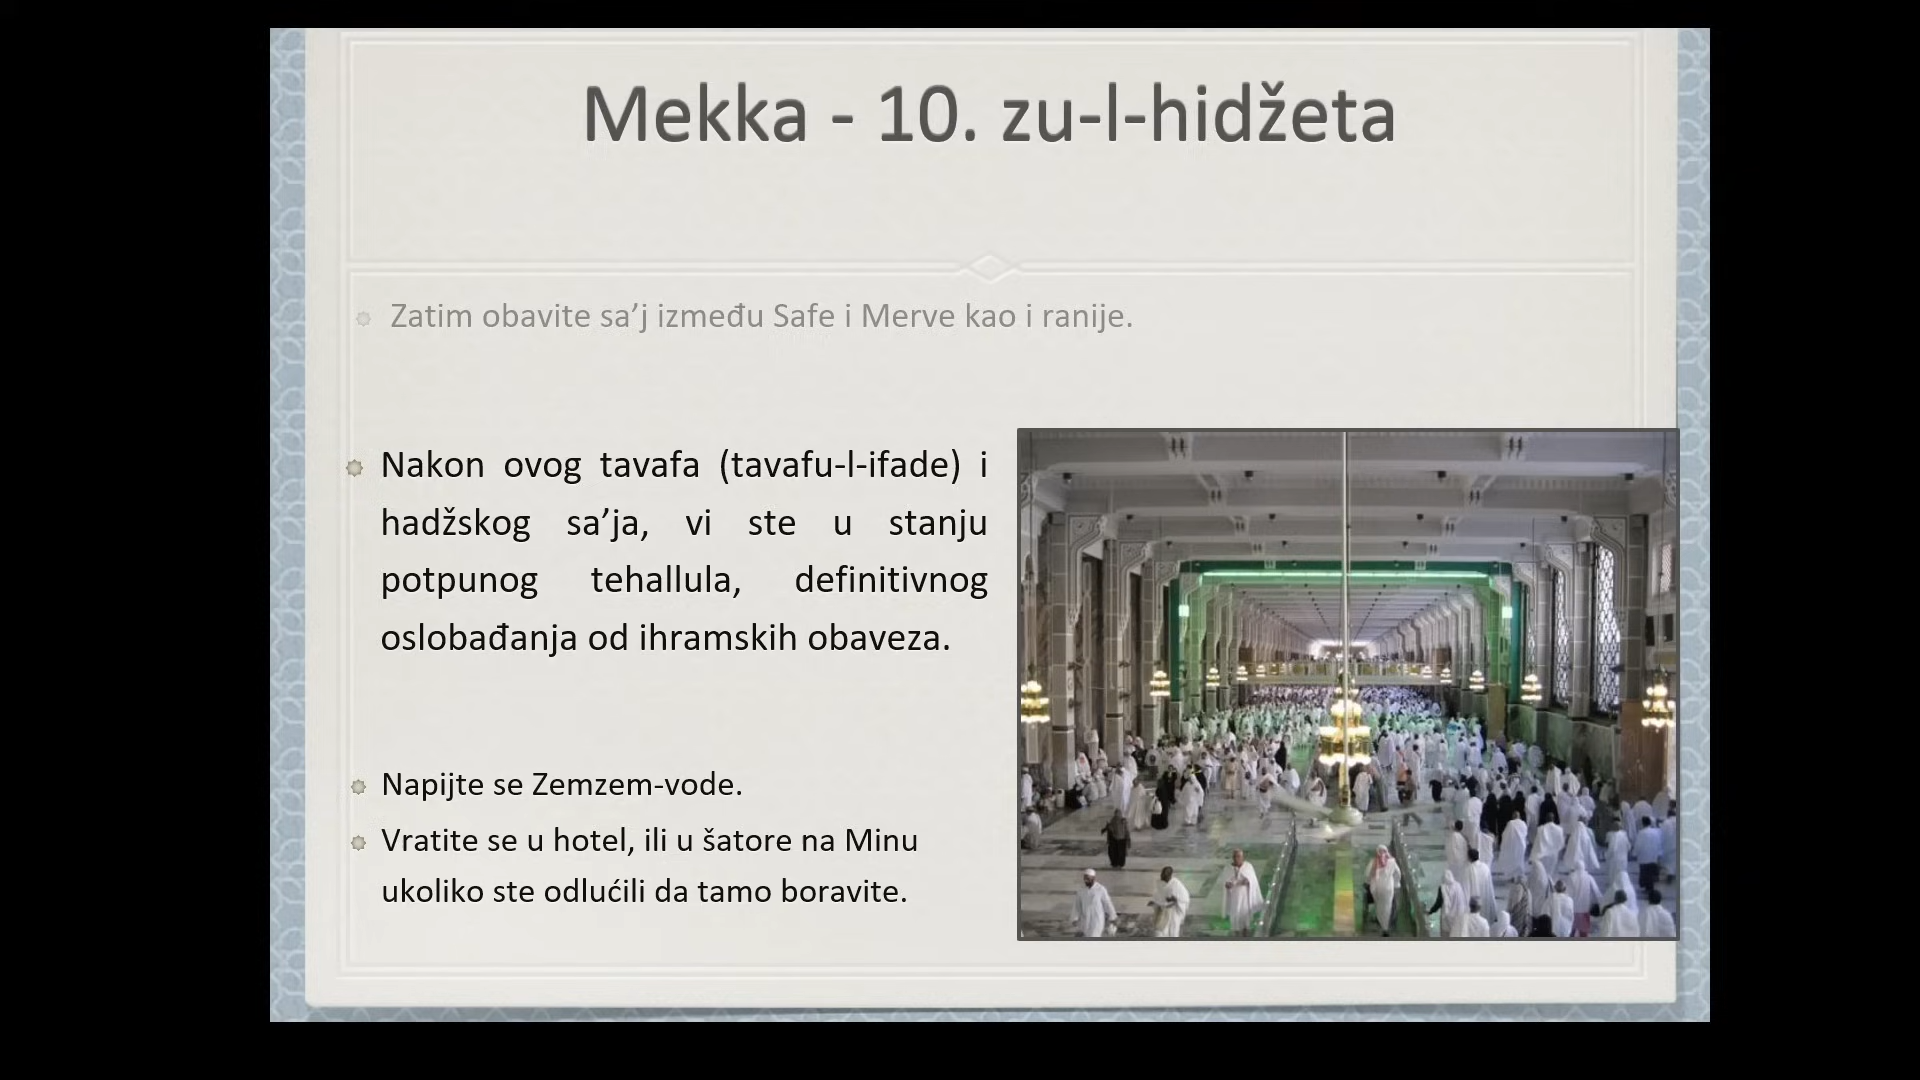 Mekka - 10. zu-l-hidžeta
Zatim obavite sa’j između Safe i Merve kao i ranije.
Nakon ovog tavafa (tavafu-l-ifade) i
hadžskog sa’ja, vi ste u stanju
potpunog tehallula, definitivnog
oslobađanja od ihramskih obaveza.
Napijte se Zemzem-vode.
Vratite se u hotel, ili u šatore na Minu
ukoliko ste odlućili da tamo boravite.